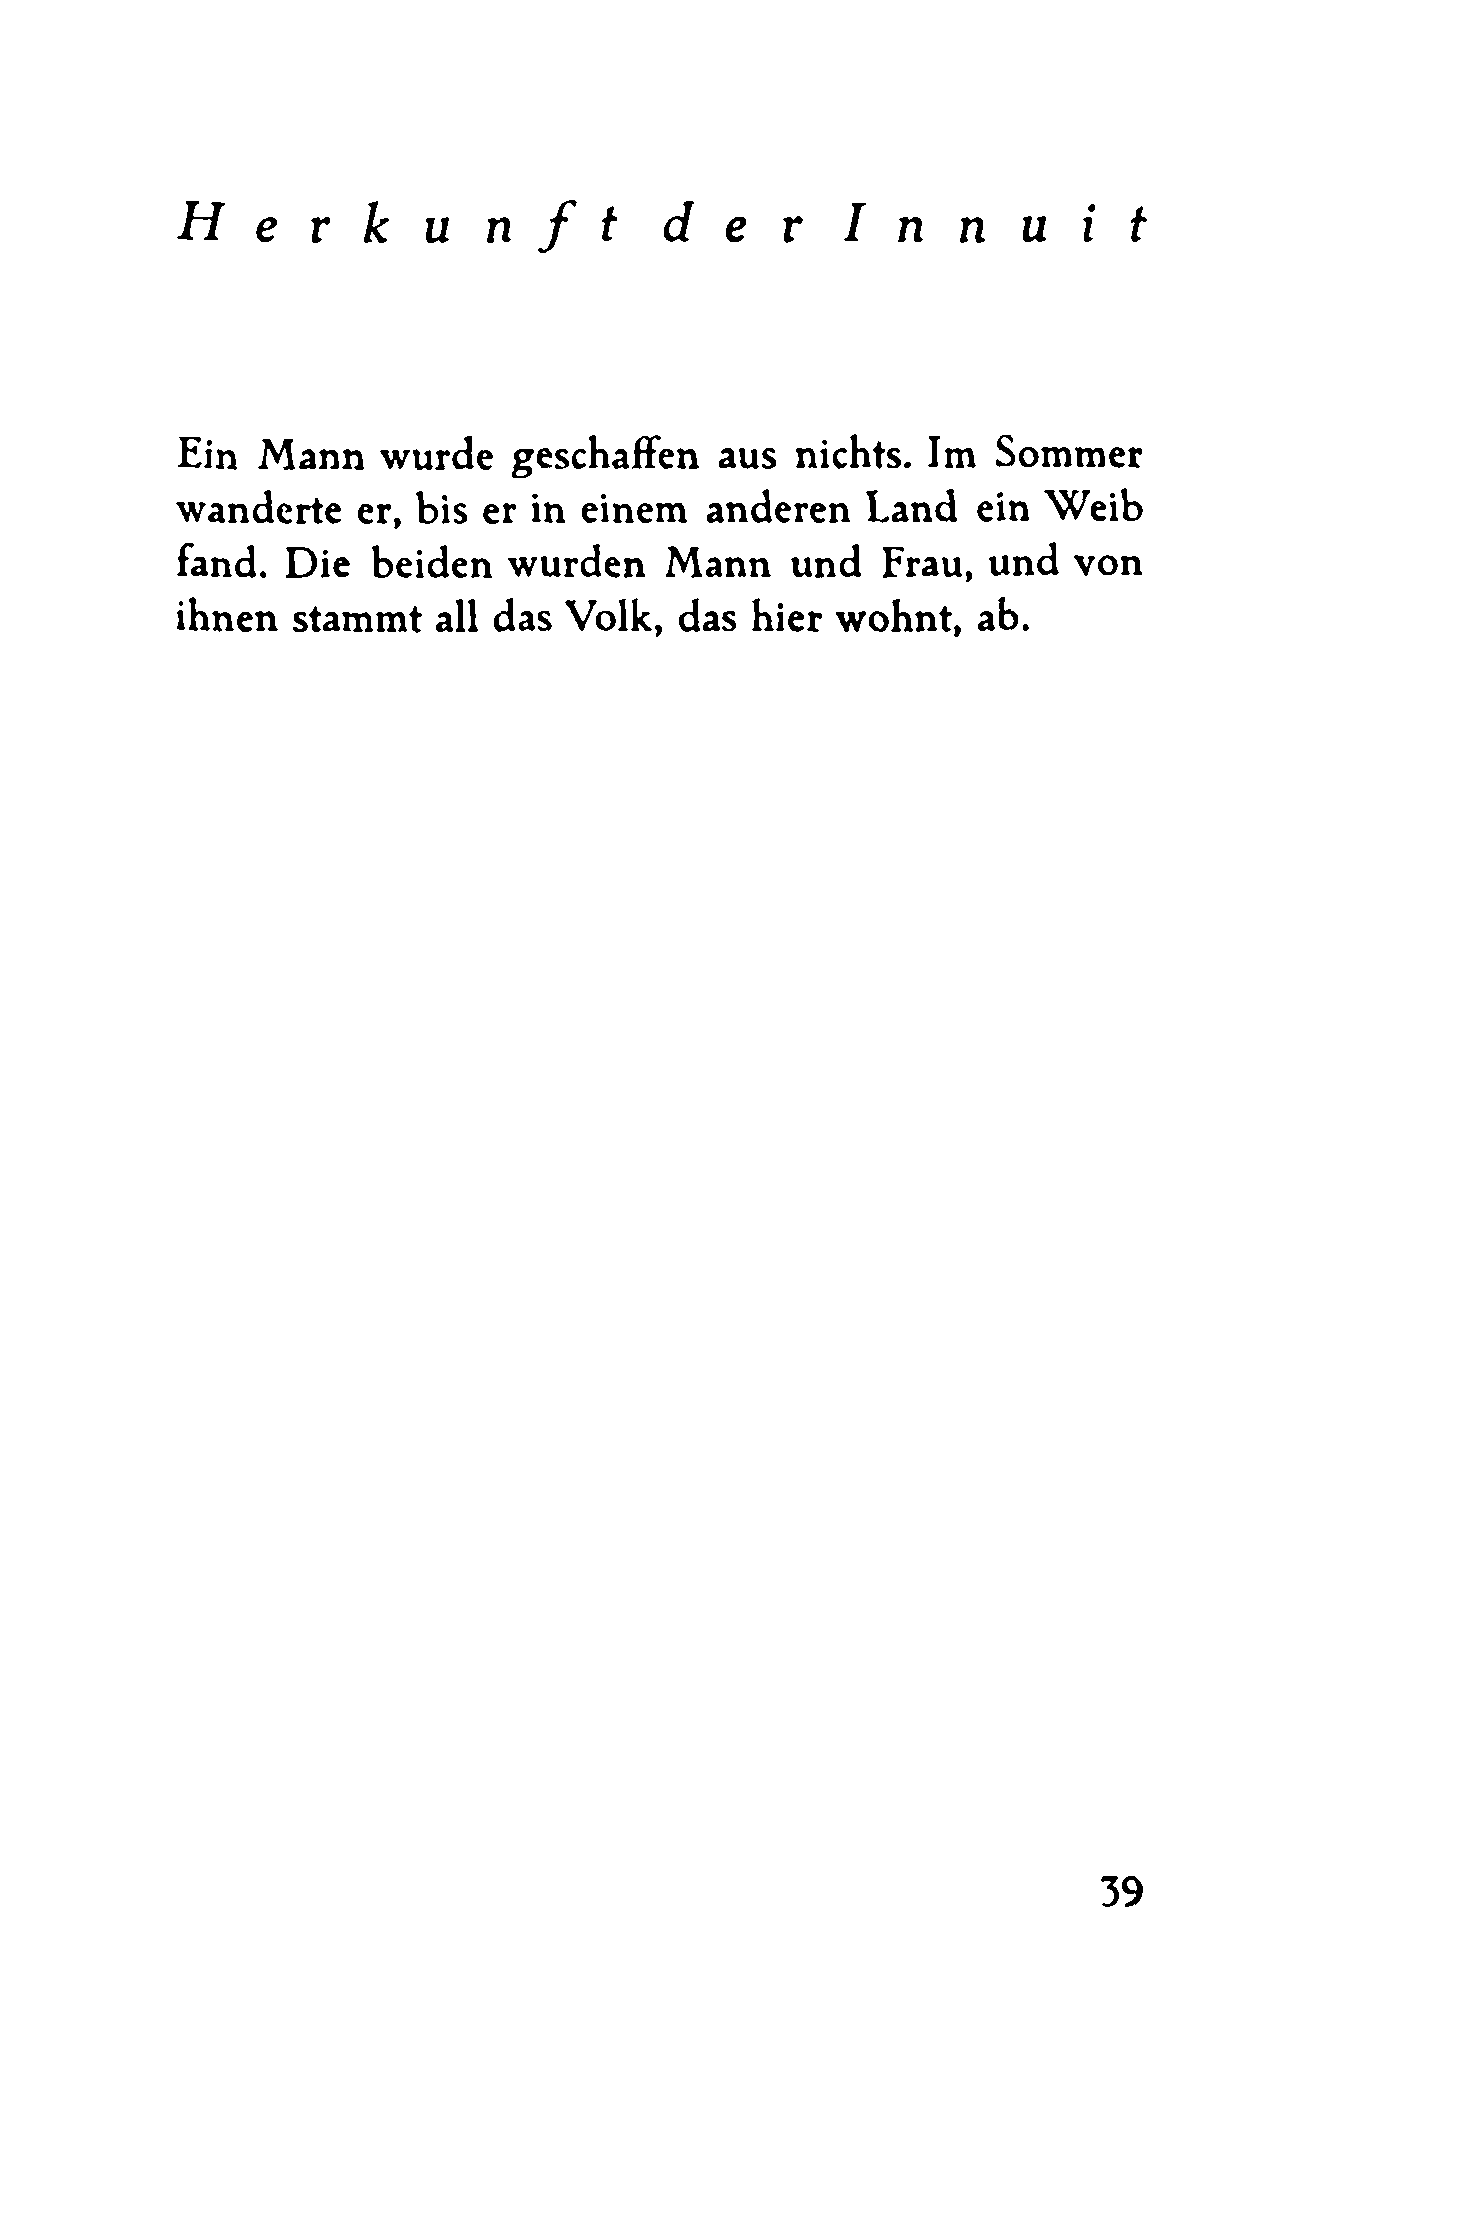 Herkunft der Innuit
Ein Mann wurde geschaffen aus nichts. Im Sommer
wanderte er, bis er in einem anderen Land ein Weib
fand. Die beiden wurden Mann und Frau, und von
ihnen stammt all das Volk, das hier wohnt, ab.
39